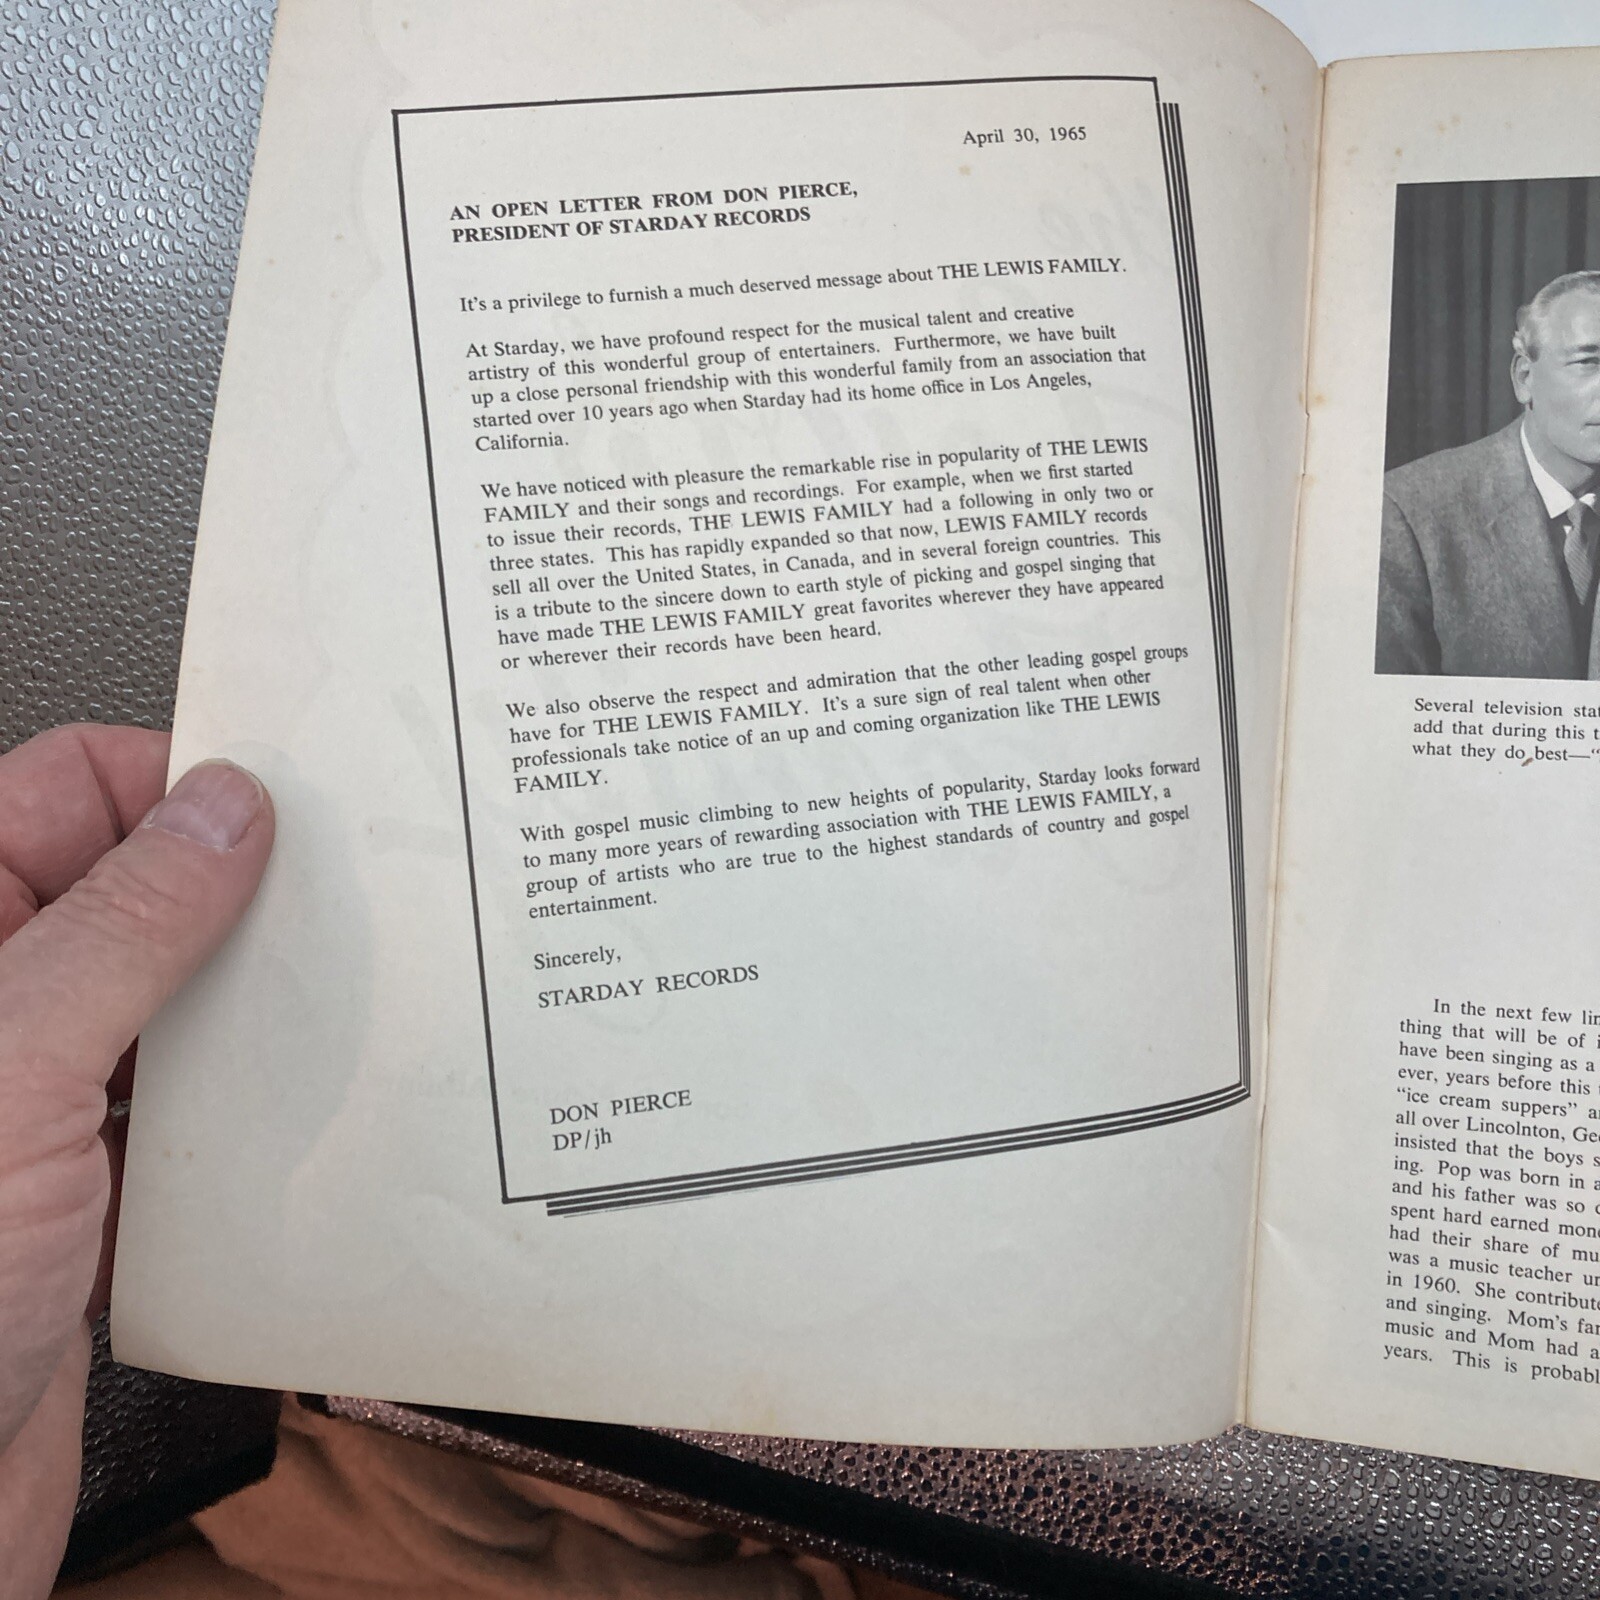 April 30, 1965
AN OPEN LETTER FROM DON PIERCE,
PRESIDENT OF STARDAY RECORDS
It's a privilege to furnish a much deserved message about THE LEWIS FAMILY.
At Starday, we have profound respect for the musical talent and creative
artistry of this wonderful group of entertainers. Furthermore, we have built
up a close personal friendship with this wonderful family from an association that
started over 10 years ago when Starday had its home office in Los Angeles,
California.
We have noticed with pleasure the remarkable rise in popularity of THE LEWIS
FAMILY and their songs and recordings. For example, when we first started
to issue their records, THE LEWIS FAMILY had a following in only two or
three states. This has rapidly expanded so that now, LEWIS FAMILY records
sell all over the United States, in Canada, and in several foreign countries. This
is a tribute to the sincere down to earth style of picking and gospel singing that
have made THE LEWIS FAMILY great favorites wherever they have appeared
or wherever their records have been heard.
We also observe the respect and admiration that the other leading gospel groups
have for THE LEWIS FAMILY. It's a sure sign of real talent when other
professionals take notice of an up and coming organization like THE LEWIS
FAMILY.
With gospel music climbing to new heights of popularity, Starday looks forward
to many more years of rewarding association with THE LEWIS FAMILY, a
group of artists who are true to the highest standards of country and gospel
entertainment.
Sincerely,
STARDAY RECORDS
DON PIERCE
DP/jh
Several television
add that during this
what they do best—"
In the next few
thing that will be of
have been singing as a
ever, years before this
"ice cream suppers"
all over Lincolnton,
insisted that the boys
ing. Pop was born in
and his father was so
spent hard earned
had their share of
was a music teacher
in 1960. She
and singing. Mom's
music and Mom had
years. This is